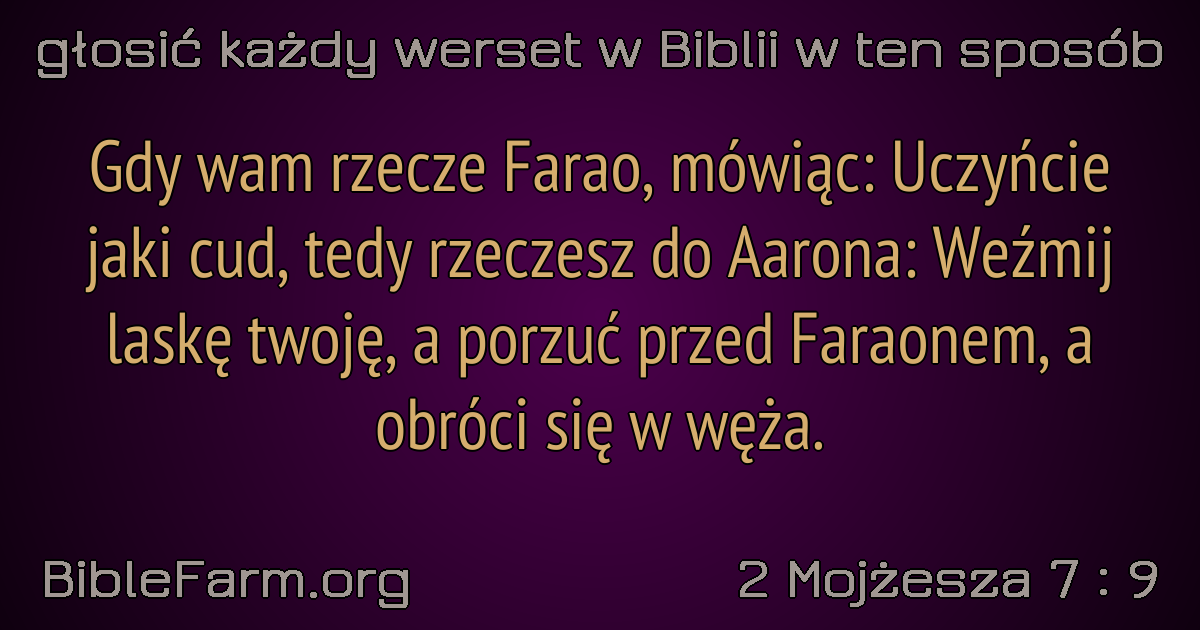 głosić każdy werset w Biblii w ten sposób
Gdy wam rzecze Farao, mówiąc: Uczyńcie
jaki cud, tedy rzeczesz do Aarona: Weźmij
laskę twoję, a porzuć przed Faraonem, a
obróci się w węża.
BibleFarm.org
2 Mojżesza 7 : 9